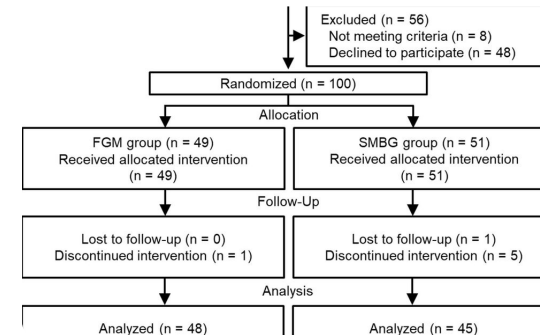 Excluded (n = 56)
Not meeting criteria (n = 8)
Declined to participate (n = 48)
Randomized (n = 100)
Allocation
FGM group (n = 49)
Received allocated intervention
(n = 49)
SMBG group (n = 51)
Received allocated intervention
(n = 51)
Follow-Up
Lost to follow-up (n = 0)
Discontinued intervention (n = 1)
Lost to follow-up (n = 1)
Discontinued intervention (n = 5)
Analysis
Analyzed (n = 48)
Analyzed (n = 45)